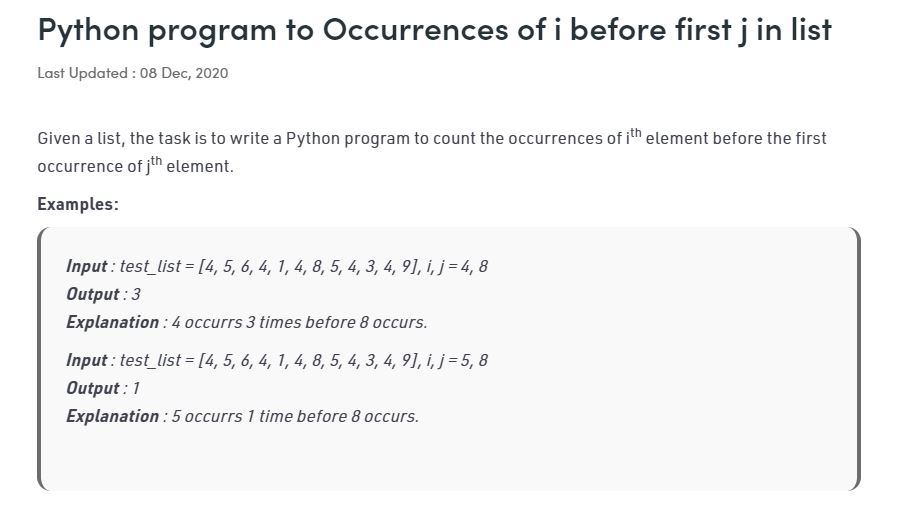 Python program to Occurrences of i before first j in list
Last Updated : 08 Dec, 2020
Given a list, the task is to write a Python program to count the occurrences of ith element before the first
occurrence of jth element.
Examples:
Input : test_list = [4, 5, 6, 4, 1, 4, 8, 5, 4, 3, 4, 9], i, j = 4, 8
Output : 3
Explanation : 4 occurrs 3 times before 8 occurs.
Input : test_list = [4, 5, 6, 4, 1, 4, 8, 5, 4, 3, 4, 9], i, j = 5, 8
Output : 1
Explanation : 5 occurrs 1 time before 8 occurs.